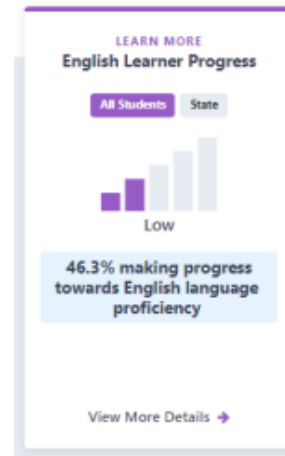 LEARN MORE
English Learner Progress
All Students State
Low
46.3% making progress
towards English language
proficiency
View More Details →